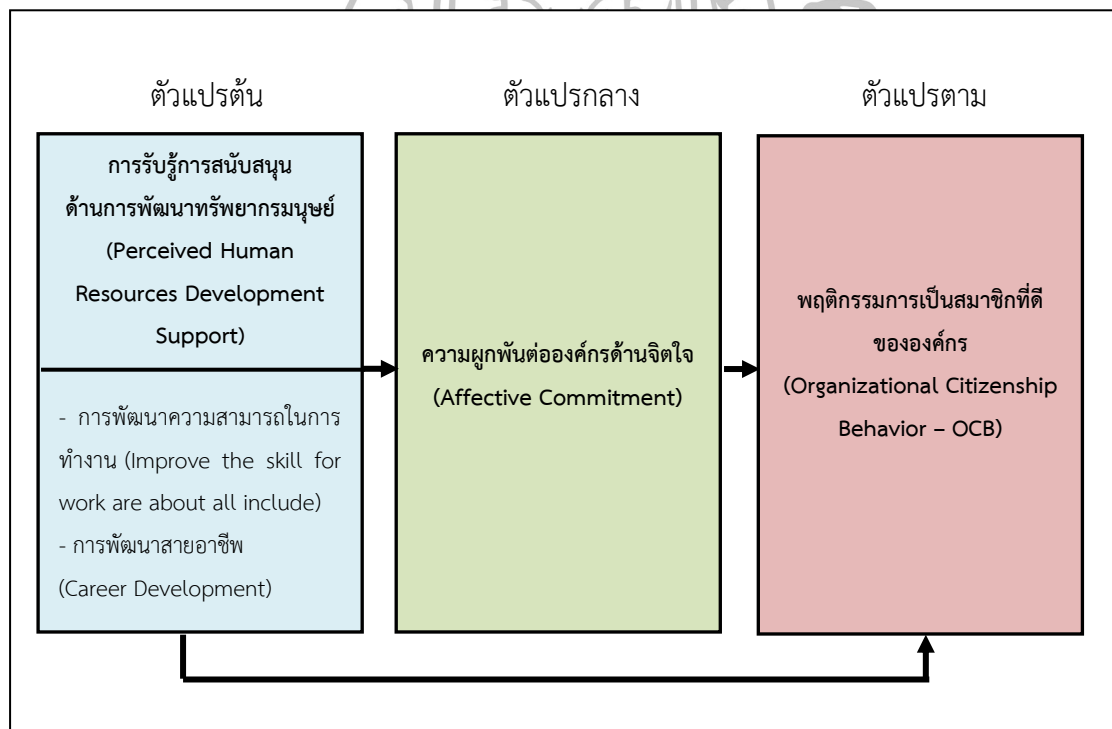 ตัวแปรต้น
ตัวแปรกลาง
ตัวแปรตาม
การรับรู้การสนับสนุน
ด้านการพัฒนาทรัพยากรมนุษย์
(Perceived Human
Resources Development
Support)
- การพัฒนาความสามารถในการ
ทำงาน (Improve the skill for
work are about all include)
- การพัฒนาสายอาชีพ
(Career Development)
ความผูกพันต่อองค์กรด้านจิตใจ
(Affective Commitment)
พฤติกรรมการเป็นสมาชิกที่ดี
ขององค์กร
(Organizational Citizenship
Behavior – OCB)